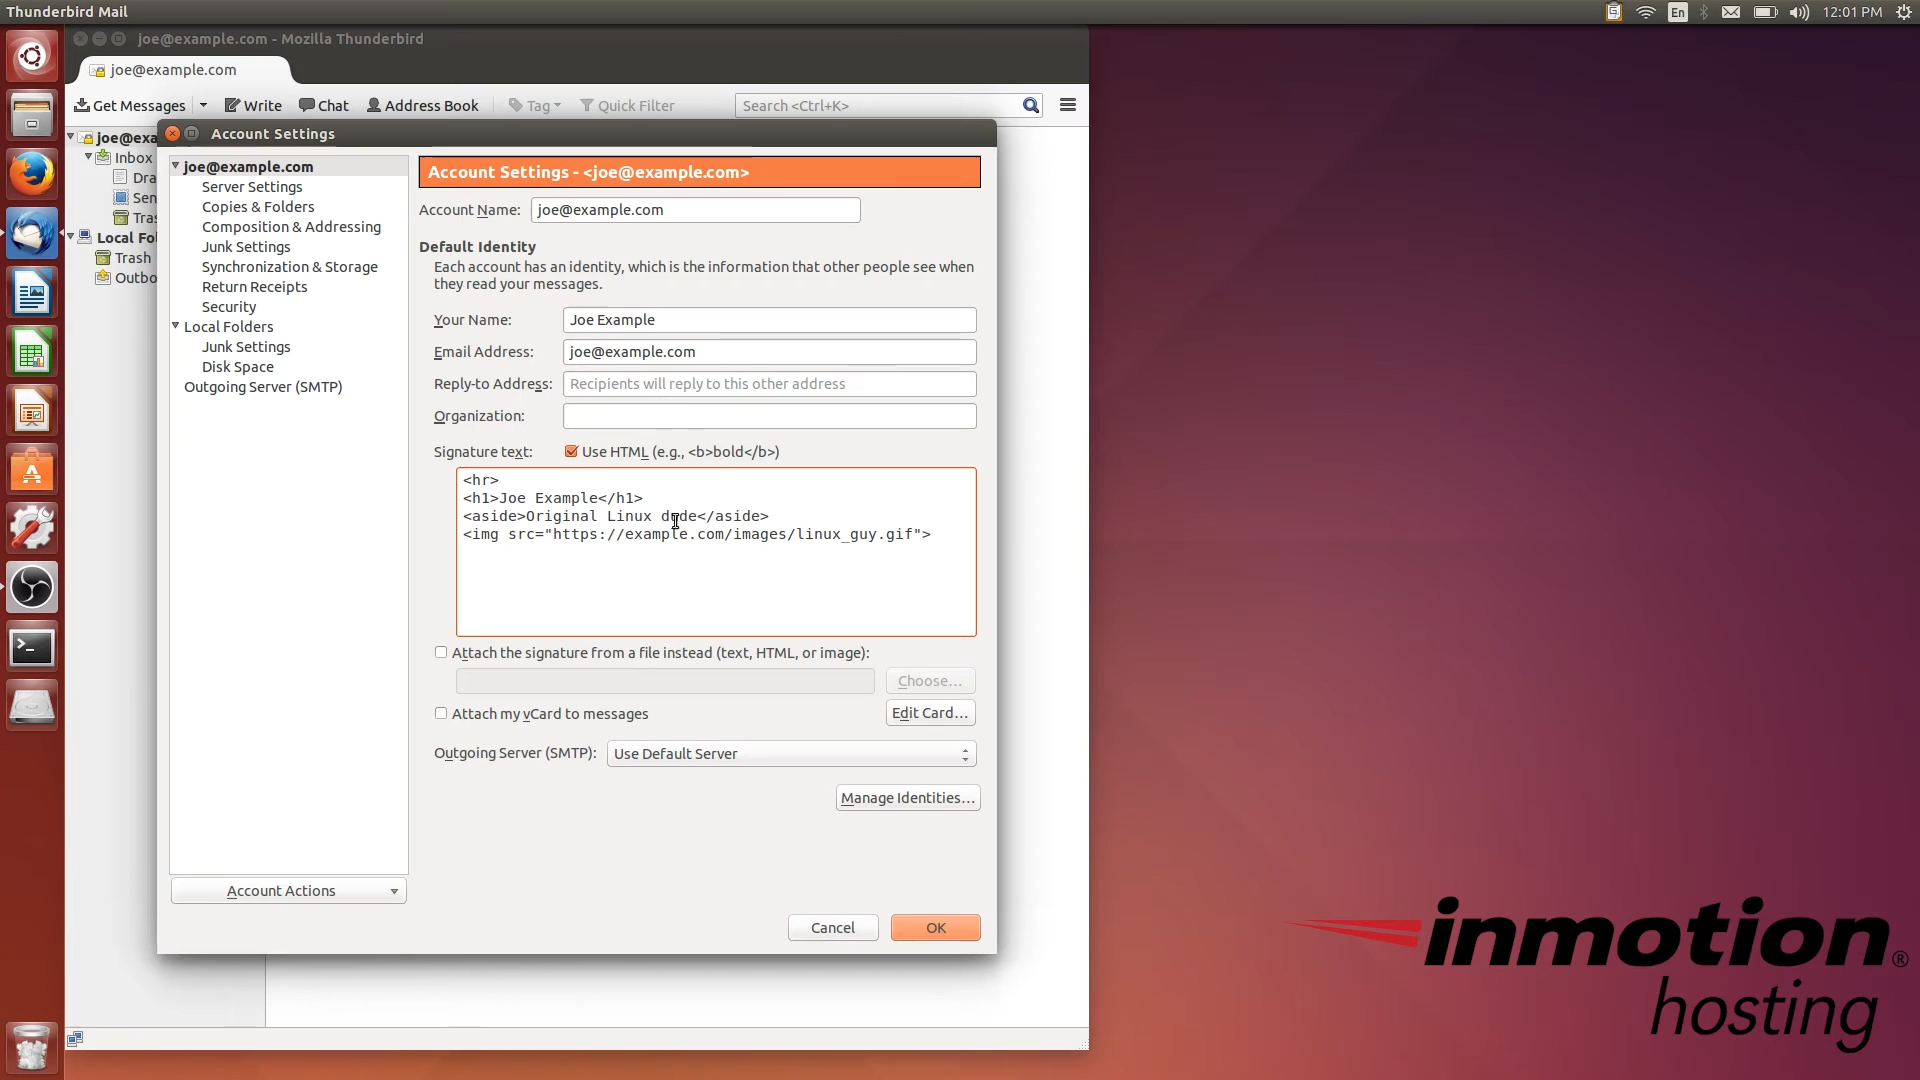 Thunderbird Mail
En
12:01 PM
joe@example.com - Mozilla Thunderbird
joe@example.com
Get Messages
Write
Chat
Address Book
Tag
Quick Filter
Search <Ctrl+K>
joe@exa
Inbox
Dra
Sen
Tra
Local Fol
Trash
Outbo
Account Settings
joe@example.com
Server Settings
Copies & Folders
Composition & Addressing
Junk Settings
Synchronization & Storage
Return Receipts
Security
Local Folders
Junk Settings
Disk Space
Outgoing Server (SMTP)
Account Actions
Account Settings - <joe@example.com>
Account Name: joe@example.com
Default Identity
Each account has an identity, which is the information that other people see when
they read your messages.
Your Name: Joe Example
Email Address: joe@example.com
Reply-to Address: Recipients will reply to this other address
Organization:
Signature text: Use HTML (e.g., <b>bold</b>)
<hr>
<h1>Joe Example</h1>
<aside>Original Linux dude</aside>
<img src="https://example.com/images/linux_guy.gif">
Attach the signature from a file instead (text, HTML, or image):
Choose...
Attach my vCard to messages
Edit Card...
Outgoing Server (SMTP): Use Default Server
Manage Identities...
Cancel
OK
inmotion®
hosting